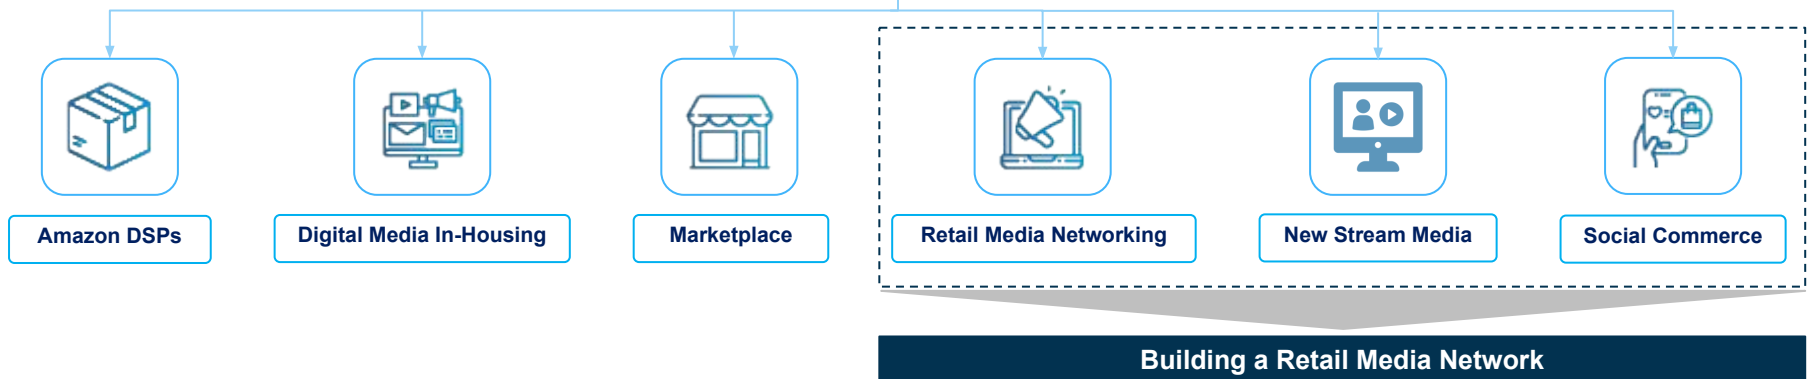 Amazon DSPs
Digital Media In-Housing
Marketplace
Retail Media Networking
New Stream Media
Social Commerce
Building a Retail Media Network